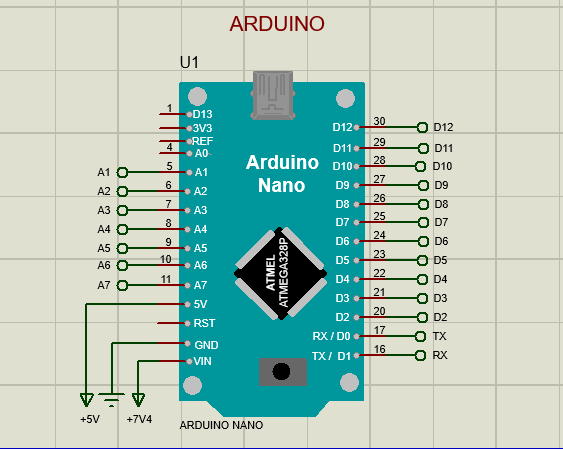 ARDUINO
U1
1 D13
3V3
REF
4 A0
A1 5 A1
A2 6 A2
A3 7 A3
A4 8 A4
A5 9 A5
A6 10 A6
A7 11 A7
5V
RST
GND
VIN
+5V
+7V4
Arduino
Nano
ATMEL
ATMEGA328P
D12 30 D12
D11 29 D11
D10 28 D10
D9 27 D9
D8 26 D8
D7 25 D7
D6 24 D6
D5 23 D5
D4 22 D4
D3 21 D3
D2 20 D2
RX / D0 17 TX
TX / D1 16 RX
ARDUINO NANO